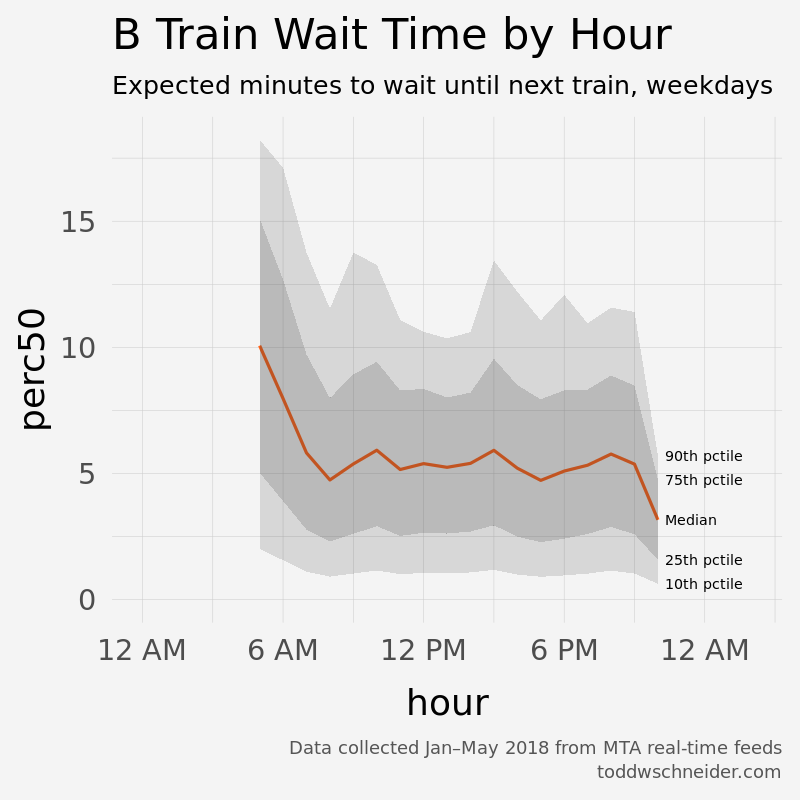 B Train Wait Time by Hour
Expected minutes to wait until next train, weekdays
perc50
15
10
5
0
90th pctile
75th pctile
Median
25th pctile
10th pctile
12 AM 6 AM 12 PM 6 PM 12 AM
hour
Data collected Jan–May 2018 from MTA real-time feeds
toddwschneider.com